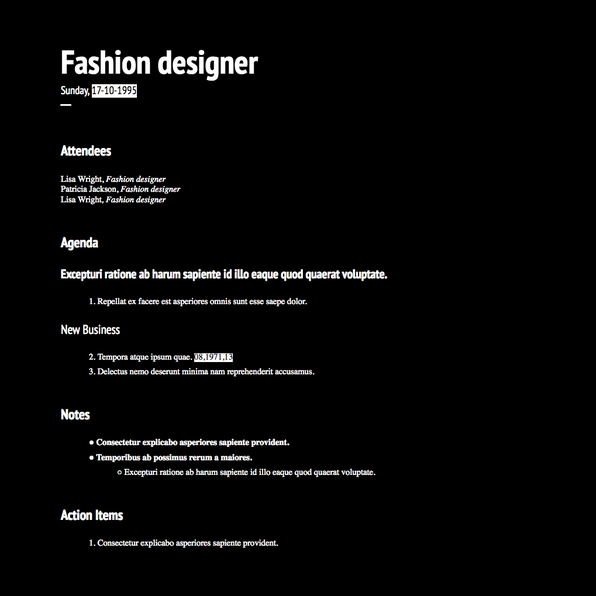 Fashion designer
Sunday, 17-10-1995
Attendees
Lisa Wright, Fashion designer
Patricia Jackson, Fashion designer
Lisa Wright, Fashion designer
Agenda
Excepturi ratione ab harum sapiente id illo eaque quod quaerat voluptate.
1. Repellat ex facere est asperiores omnis sunt esse saepe dolor.
New Business
2. Tempora atque ipsum quae. 08,1971,13
3. Delectus nemo deserunt minima nam reprehenderit accusamus.
Notes
● Consectetur explicabo asperiores sapiente provident.
● Temporibus ab possimus rerum a maiores.
○ Excepturi ratione ab harum sapiente id illo eaque quod quaerat voluptate.
Action Items
1. Consectetur explicabo asperiores sapiente provident.